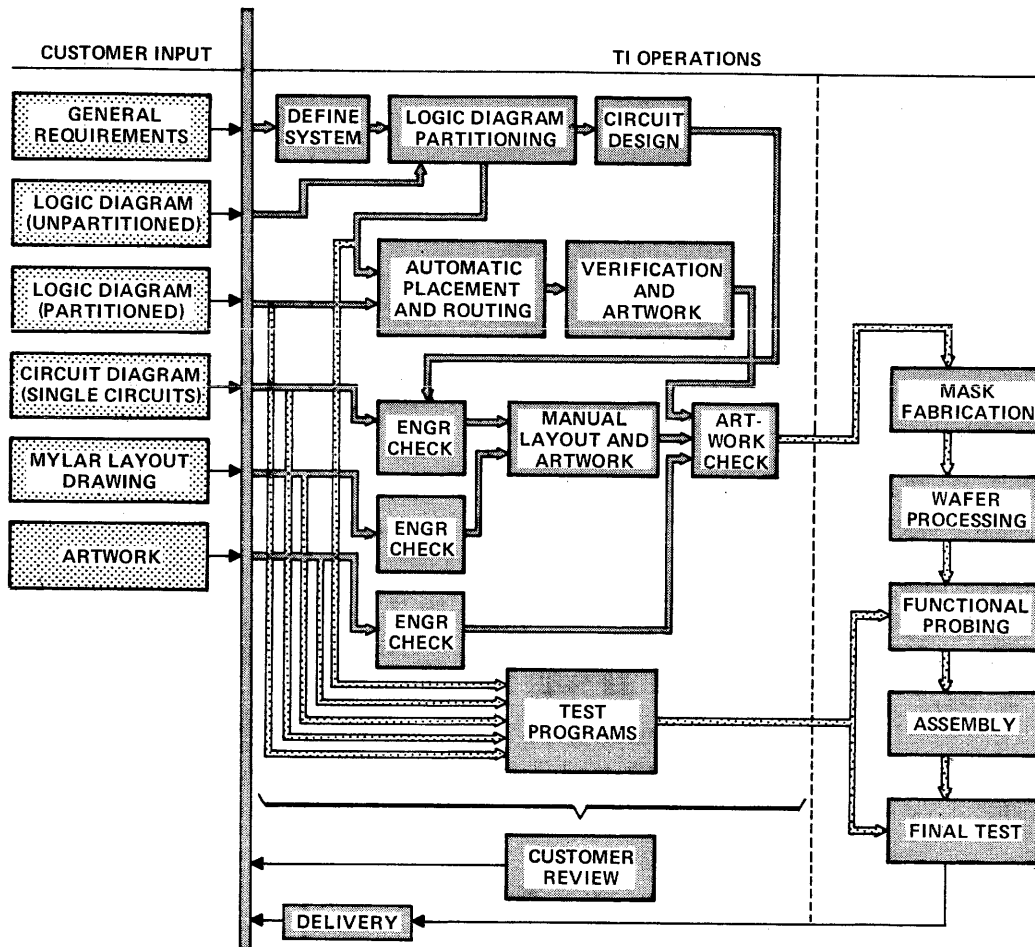 CUSTOMER INPUT
TI OPERATIONS
GENERAL
REQUIREMENTS
DEFINE
SYSTEM
LOGIC DIAGRAM
PARTITIONING
CIRCUIT
DESIGN
LOGIC DIAGRAM
(UNPARTITIONED)
LOGIC DIAGRAM
(PARTITIONED)
AUTOMATIC
PLACEMENT
AND ROUTING
VERIFICATION
AND
ARTWORK
CIRCUIT DIAGRAM
(SINGLE CIRCUITS)
ENGR
CHECK
MANUAL
LAYOUT AND
ARTWORK
ART-
WORK
CHECK
MASK
FABRICATION
MYLAR LAYOUT
DRAWING
ENGR
CHECK
WAFER
PROCESSING
ARTWORK
ENGR
CHECK
FUNCTIONAL
PROBING
TEST
PROGRAMS
ASSEMBLY
FINAL TEST
CUSTOMER
REVIEW
DELIVERY